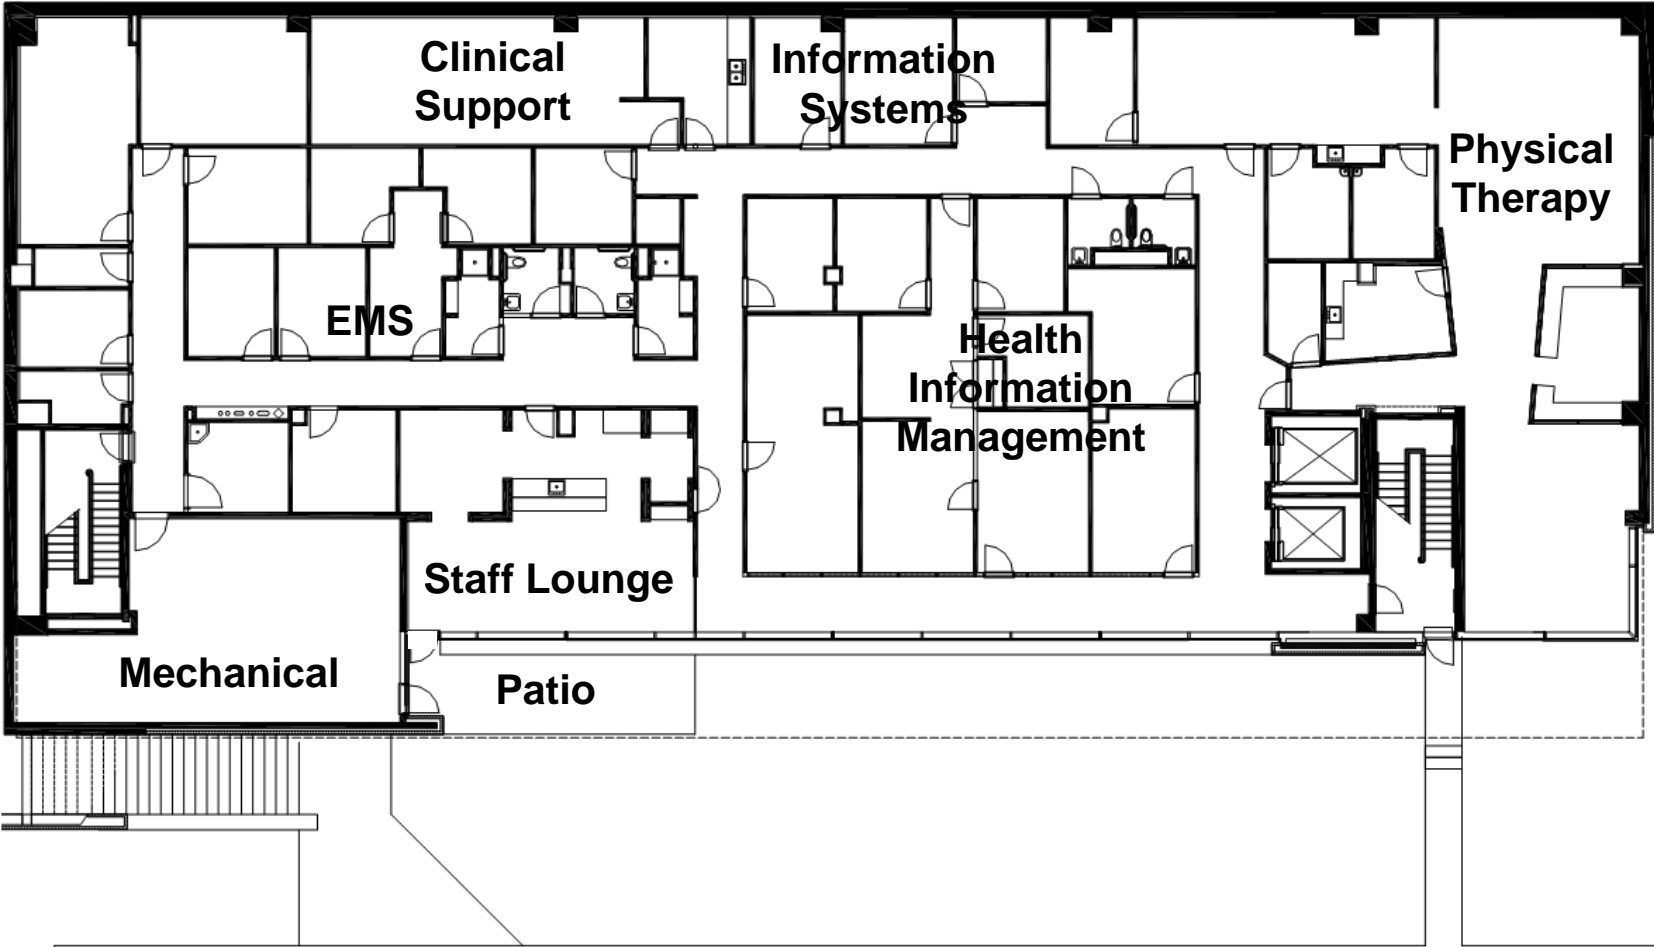 Clinical
Support
Information
Systems
Physical
Therapy
EMS
Health
Information
Management
Staff Lounge
Mechanical
Patio